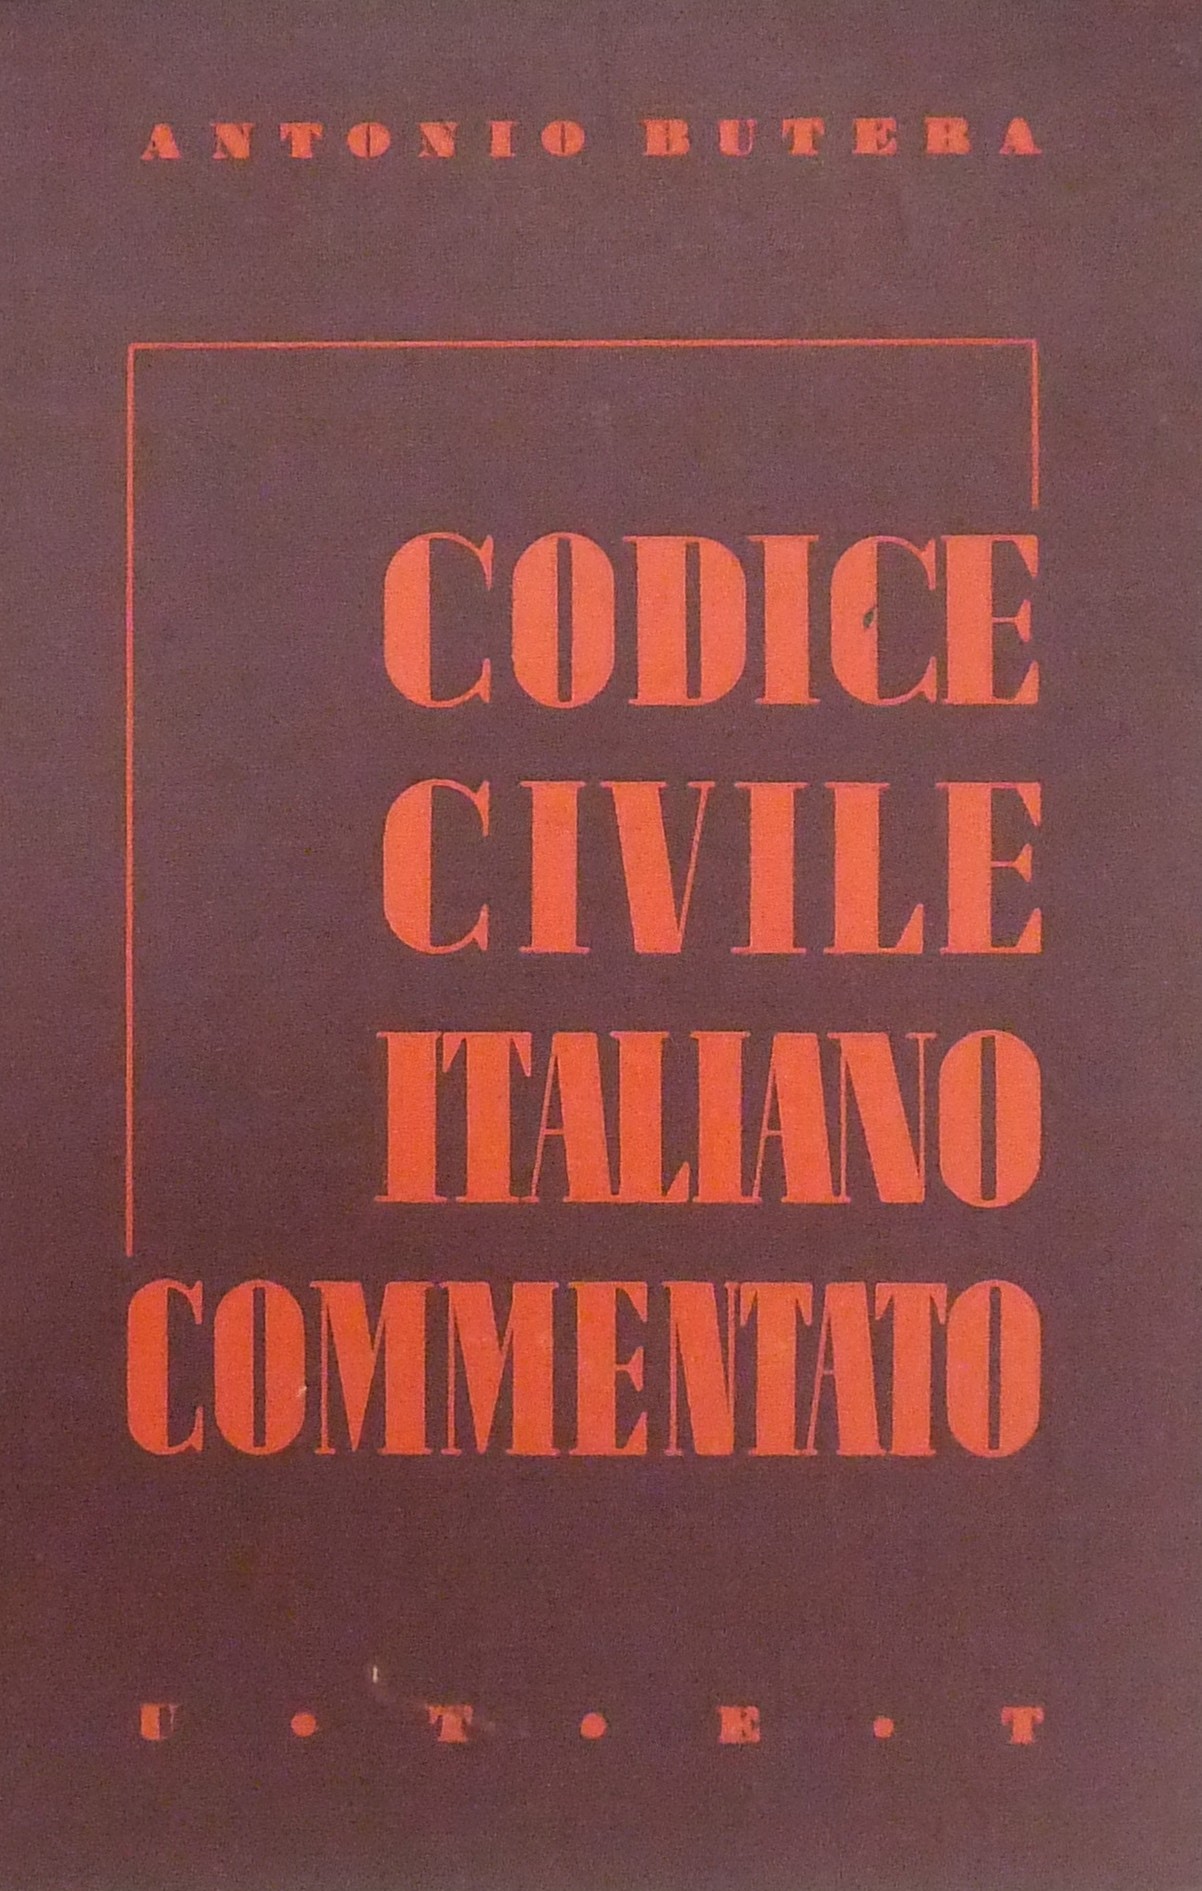 ANTONIO BUTERA
CODICE
CIVILE
ITALIANO
COMMENTATO
U • T • E • T